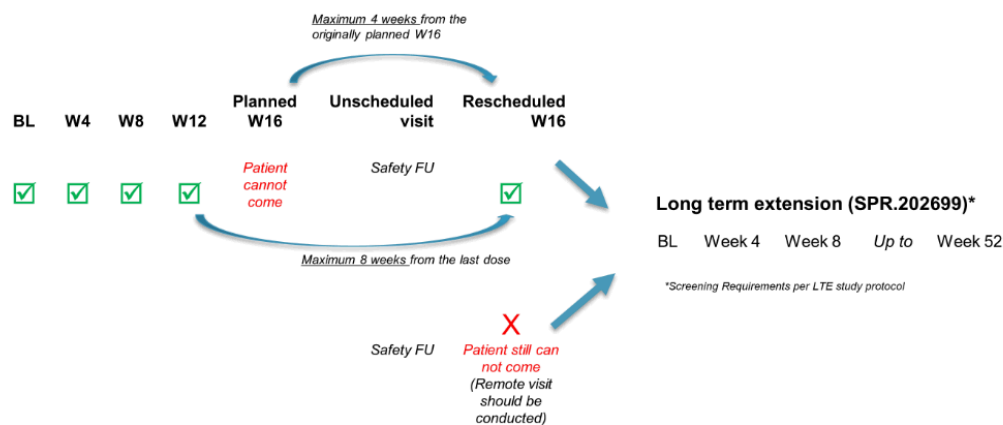 Maximum 4 weeks from the
originally planned W16
BL W4 W8 W12 Planned W16 Unscheduled visit Rescheduled W16
Patient
cannot
come
Safety FU
Maximum 8 weeks from the last dose
Long term extension (SPR.202699)*
BL Week 4 Week 8 Up to Week 52
*Screening Requirements per LTE study protocol
Safety FU
X
Patient still can
not come
(Remote visit
should be
conducted)